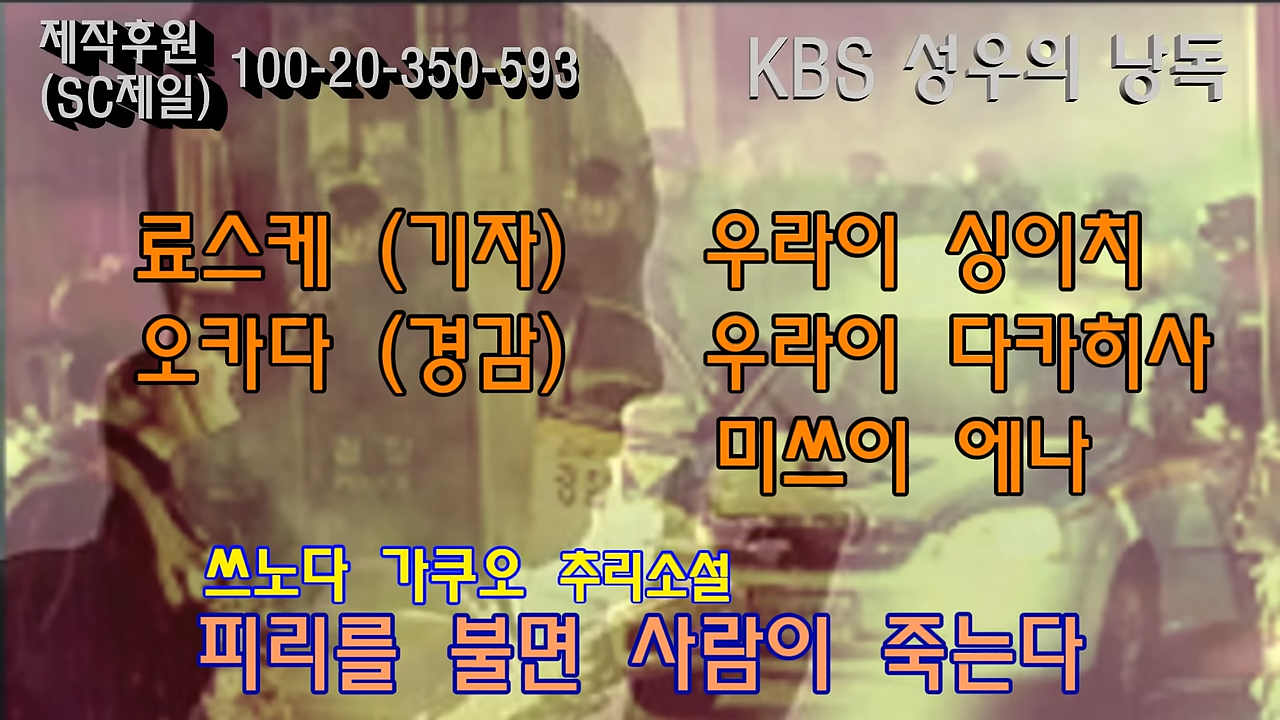 제작후원
(SC제일) 100-20-350-593
KBS 성우의 낭독
료스케 (기자)
우라이 싱이치
오카다 (경감)
우라이 다카히사
미쓰이 에나
쓰노다 가쿠오 추리소설
피리를 불면 사람이 죽는다